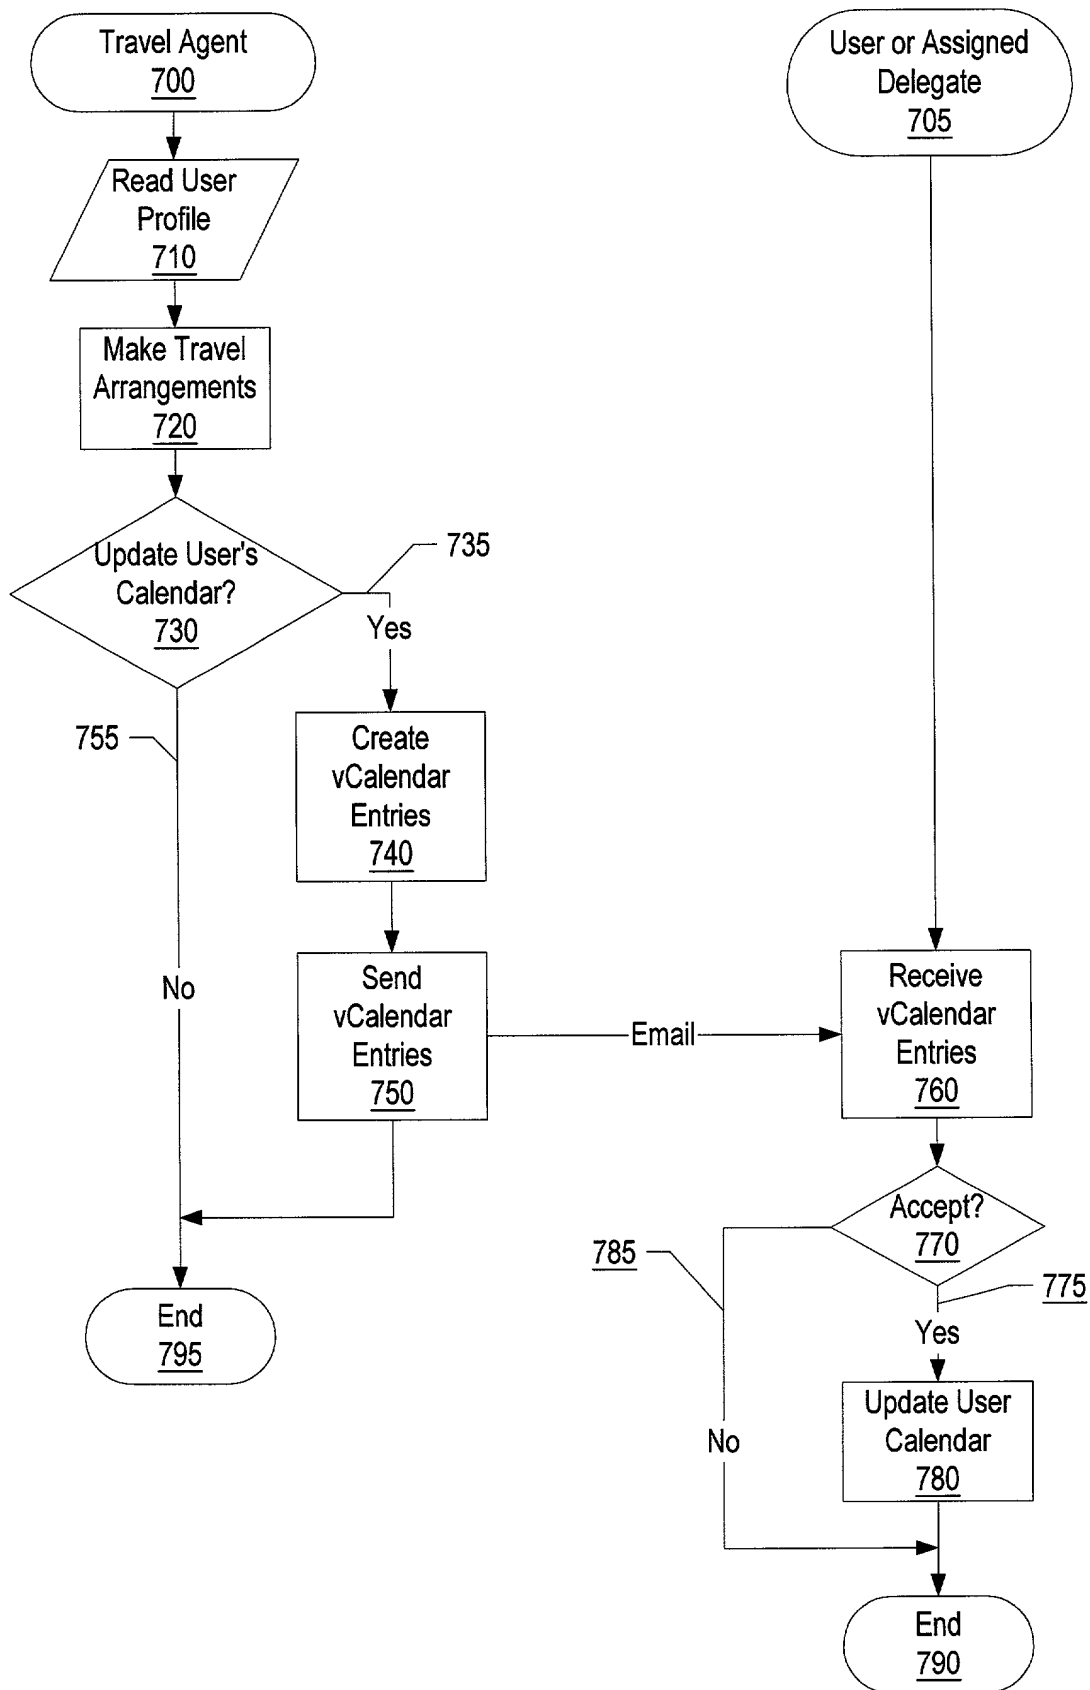 Travel Agent
700
Read User
Profile
710
Make Travel
Arrangements
720
Update User's
Calendar?
730
735
Yes
755
Create
vCalendar
Entries
740
No
Send
vCalendar
Entries
750
Email
End
795
User or Assigned
Delegate
705
Receive
vCalendar
Entries
760
Accept?
770
785
775
Yes
No
Update User
Calendar
780
End
790